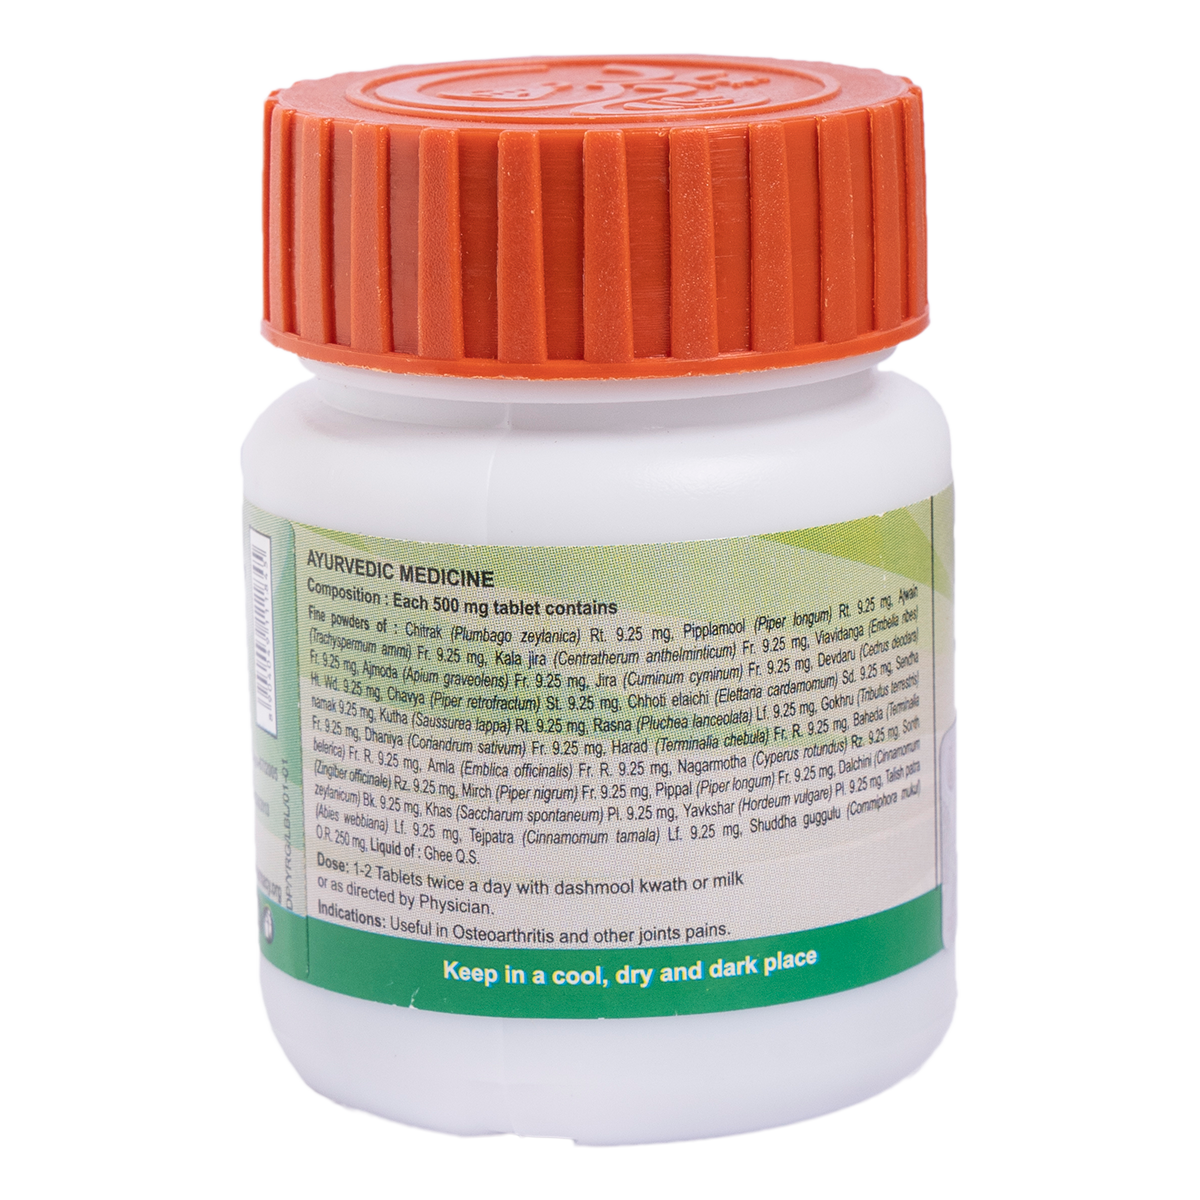 AYURVEDIC MEDICINE
Composition : Each 500 mg tablet contains
Fine powders of : Chitrak (Plumbago zeylanica) Rt. 9.25 mg, Pipplamool (Piper longum) Rt. 9.25 mg, Ajwain
(Trachyspermum ammi) Fr. 9.25 mg, Kala jira (Centratherum anthelminticum) Fr. 9.25 mg, Viavidanga (Embelia ribes)
Fr. 9.25 mg, Ajmoda (Apium graveolens) Fr. 9.25 mg, Jira (Cuminum cyminum) Fr. 9.25 mg, Devdaru (Cedrus deodara)
Ht. Wd. 9.25 mg, Chavya (Piper retrofractum) St. 9.25 mg, Chhoti elaichi (Elettaria cardamomum) Sd. 9.25 mg, Sendha
namak 9.25 mg, Kutha (Saussurea lappa) Rt. 9.25 mg, Rasna (Pluchea lanceolata) Lf. 9.25 mg, Gokhru (Tribulus terrestris)
Fr. 9.25 mg, Dhaniya (Coriandrum sativum) Fr. 9.25 mg, Harad (Terminalia chebula) Fr. R. 9.25 mg, Baheda (Terminalia
belerica) Fr. R. 9.25 mg, Amla (Emblica officinalis) Fr. R. 9.25 mg, Nagarmotha (Cyperus rotundus) Rz. 9.25 mg, Sonth
(Zingiber officinale) Rz. 9.25 mg, Mirch (Piper nigrum) Fr. 9.25 mg, Pippal (Piper longum) Fr. 9.25 mg, Dalchini (Cinnamomum
zeylanicum) Bk. 9.25 mg, Khas (Saccharum spontaneum) Pl. 9.25 mg, Yavkshar (Hordeum vulgare) Pl. 9.25 mg, Talish patra
(Abies webbiana) Lf. 9.25 mg, Tejpatra (Cinnamomum tamala) Lf. 9.25 mg, Shuddha guggulu (Commiphora mukul)
O.R. 250 mg, Liquid of : Ghee Q.S.
Dose: 1-2 Tablets twice a day with dashmool kwath or milk
or as directed by Physician.
Indications: Useful in Osteoarthritis and other joints pains.
Keep in a cool, dry and dark place
DP/YRG/LBL/01-01